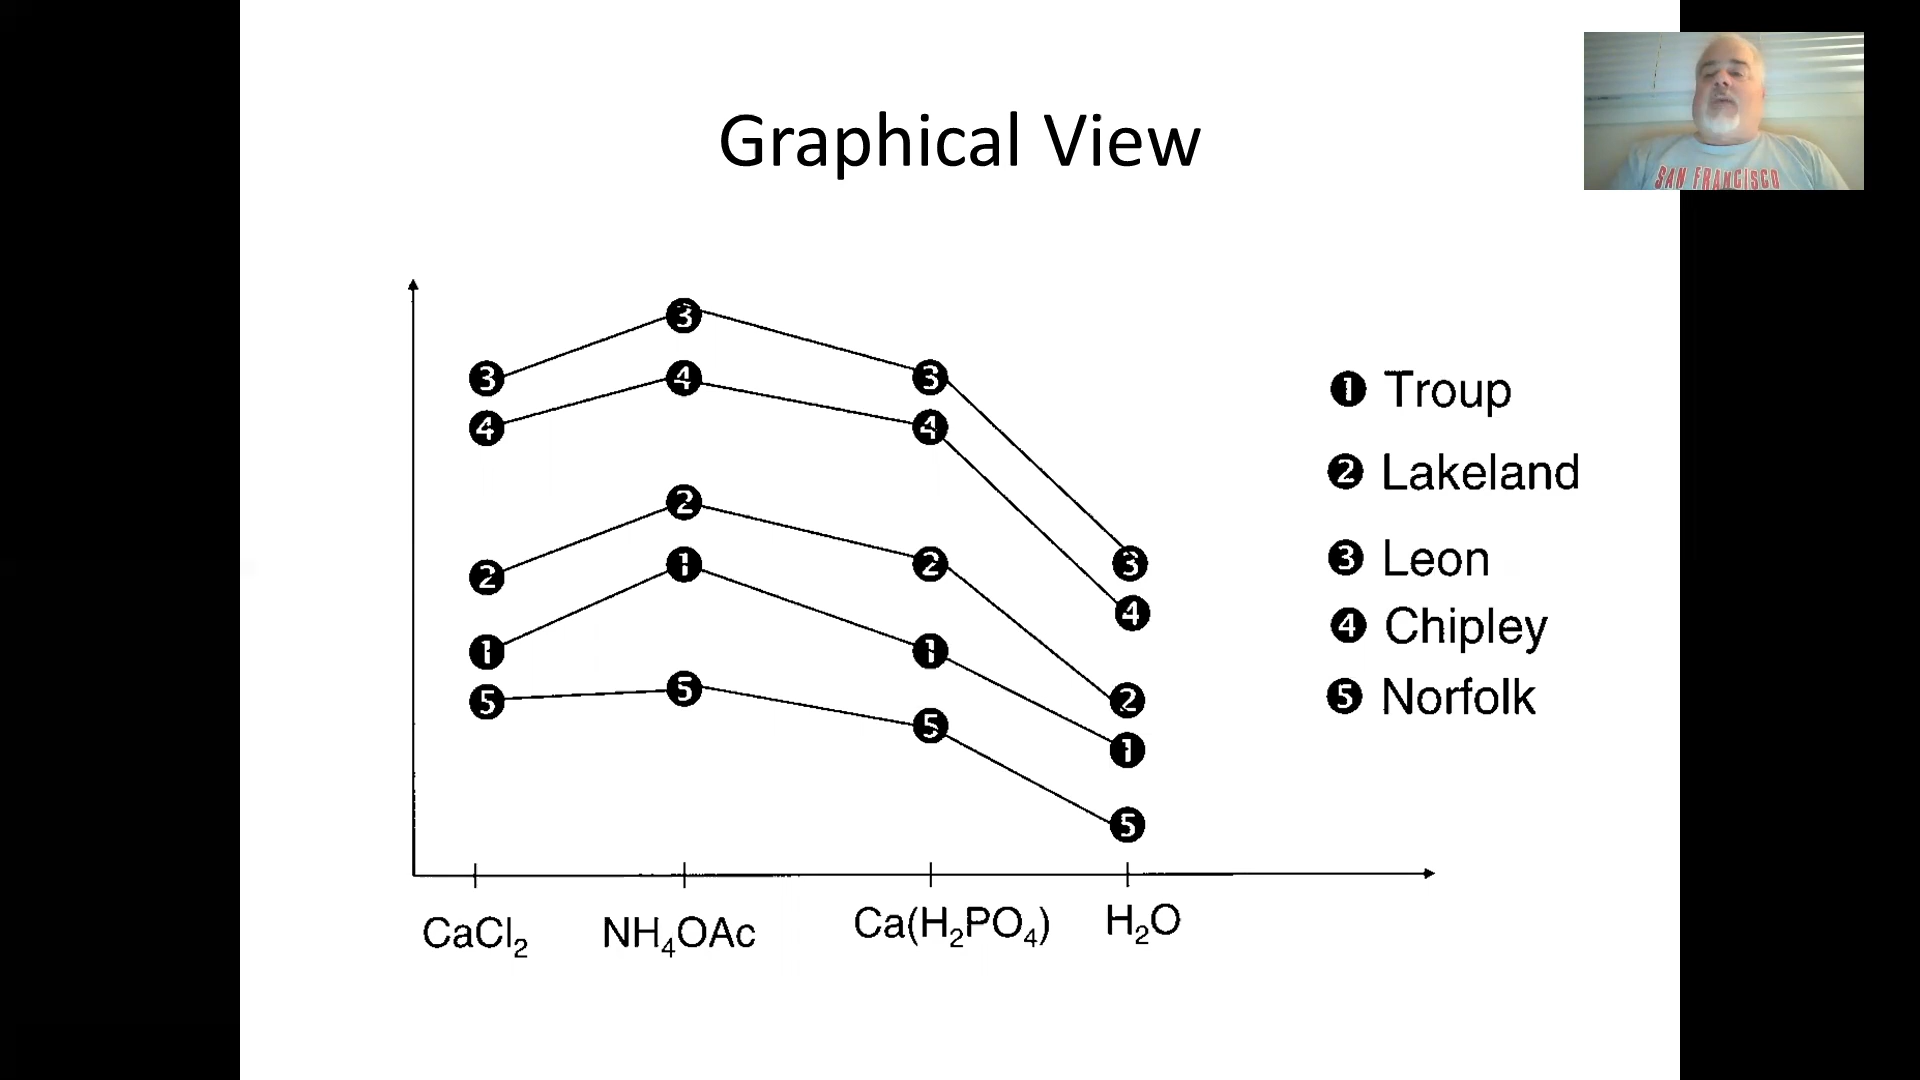 Graphical View
SAN FRANCISCO
3 3 3 3
4 4 4 4
2 2 2 2
1 1 1 1
5 5 5 5
1 Troup
2 Lakeland
3 Leon
4 Chipley
5 Norfolk
CaCl₂ NH₄OAc Ca(H₂PO₄) H₂O